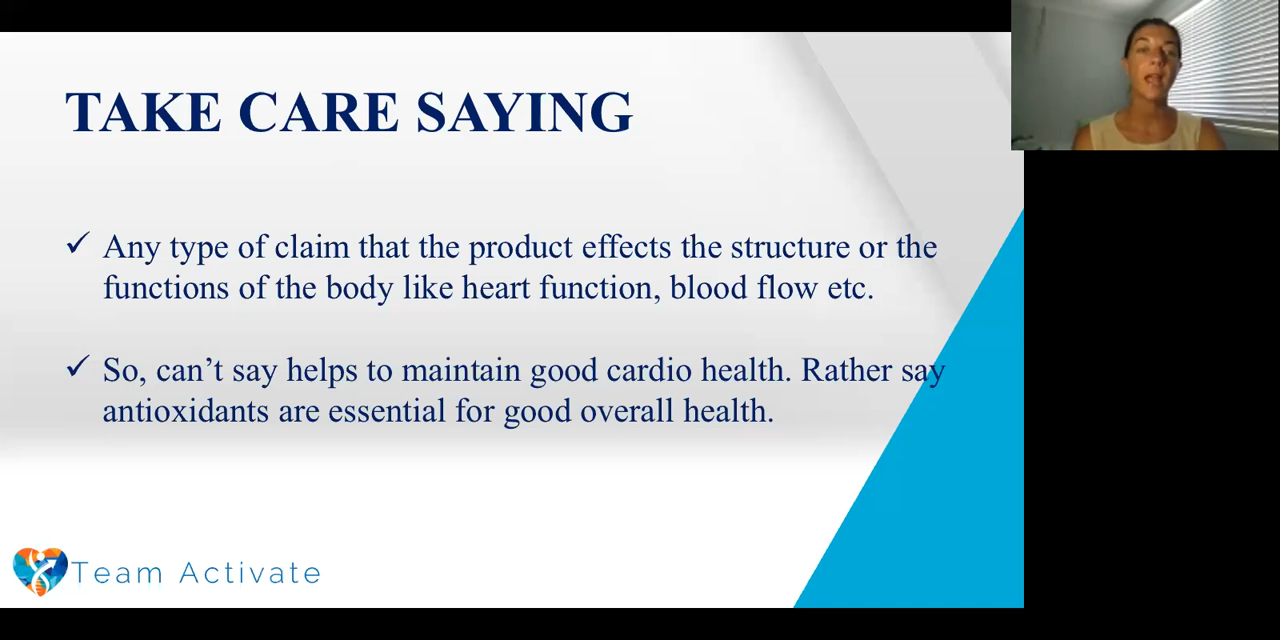 TAKE CARE SAYING
✓ Any type of claim that the product effects the structure or the
functions of the body like heart function, blood flow etc.
✓ So, can’t say helps to maintain good cardio health. Rather say
antioxidants are essential for good overall health.
Team Activate